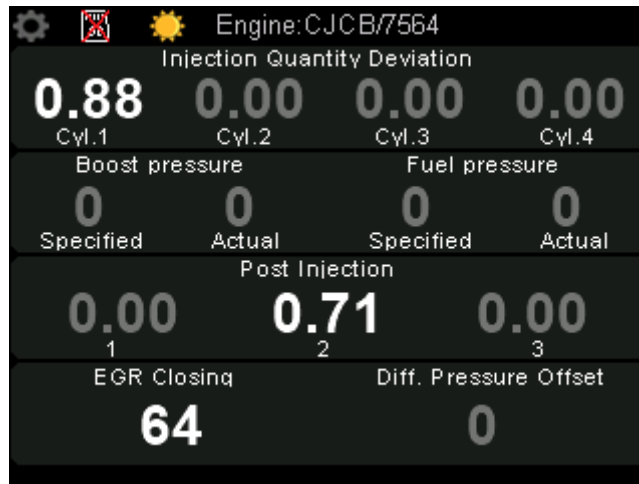 Engine:CJCB/7564
Injection Quantity Deviation
0.88 0.00 0.00 0.00
Cyl.1 Cyl.2 Cyl.3 Cyl.4
Boost pressure Fuel pressure
0 0 0 0
Specified Actual Specified Actual
Post Injection
0.00 0.71 0.00
1 2 3
EGR Closing Diff. Pressure Offset
64 0